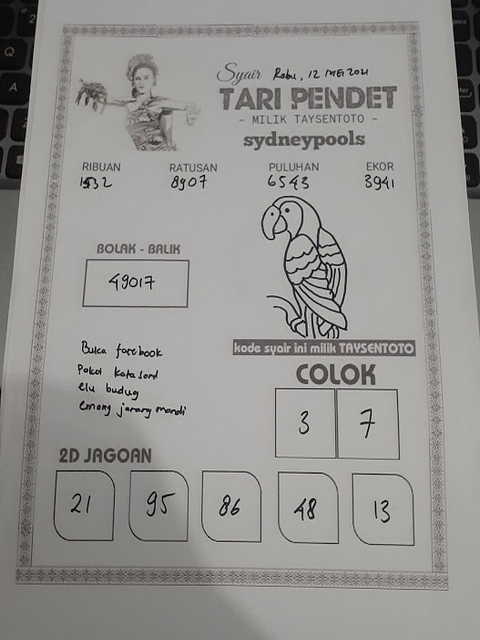 Syair Rabu, 12 MEI 2021
TARI PENDET
- MILIK TAYSENTOTO -
sydneypools
RIBUAN RATUSAN PULUHAN EKOR
1532 8907 6543 3941
BOLAK - BALIK
49017
kode syair ini milik TAYSENTOTO
Buka facebook
Pakai kata sandi
elu budug
emang jarang mandi
COLOK
3 7
2D JAGOAN
21 95 86 48 13